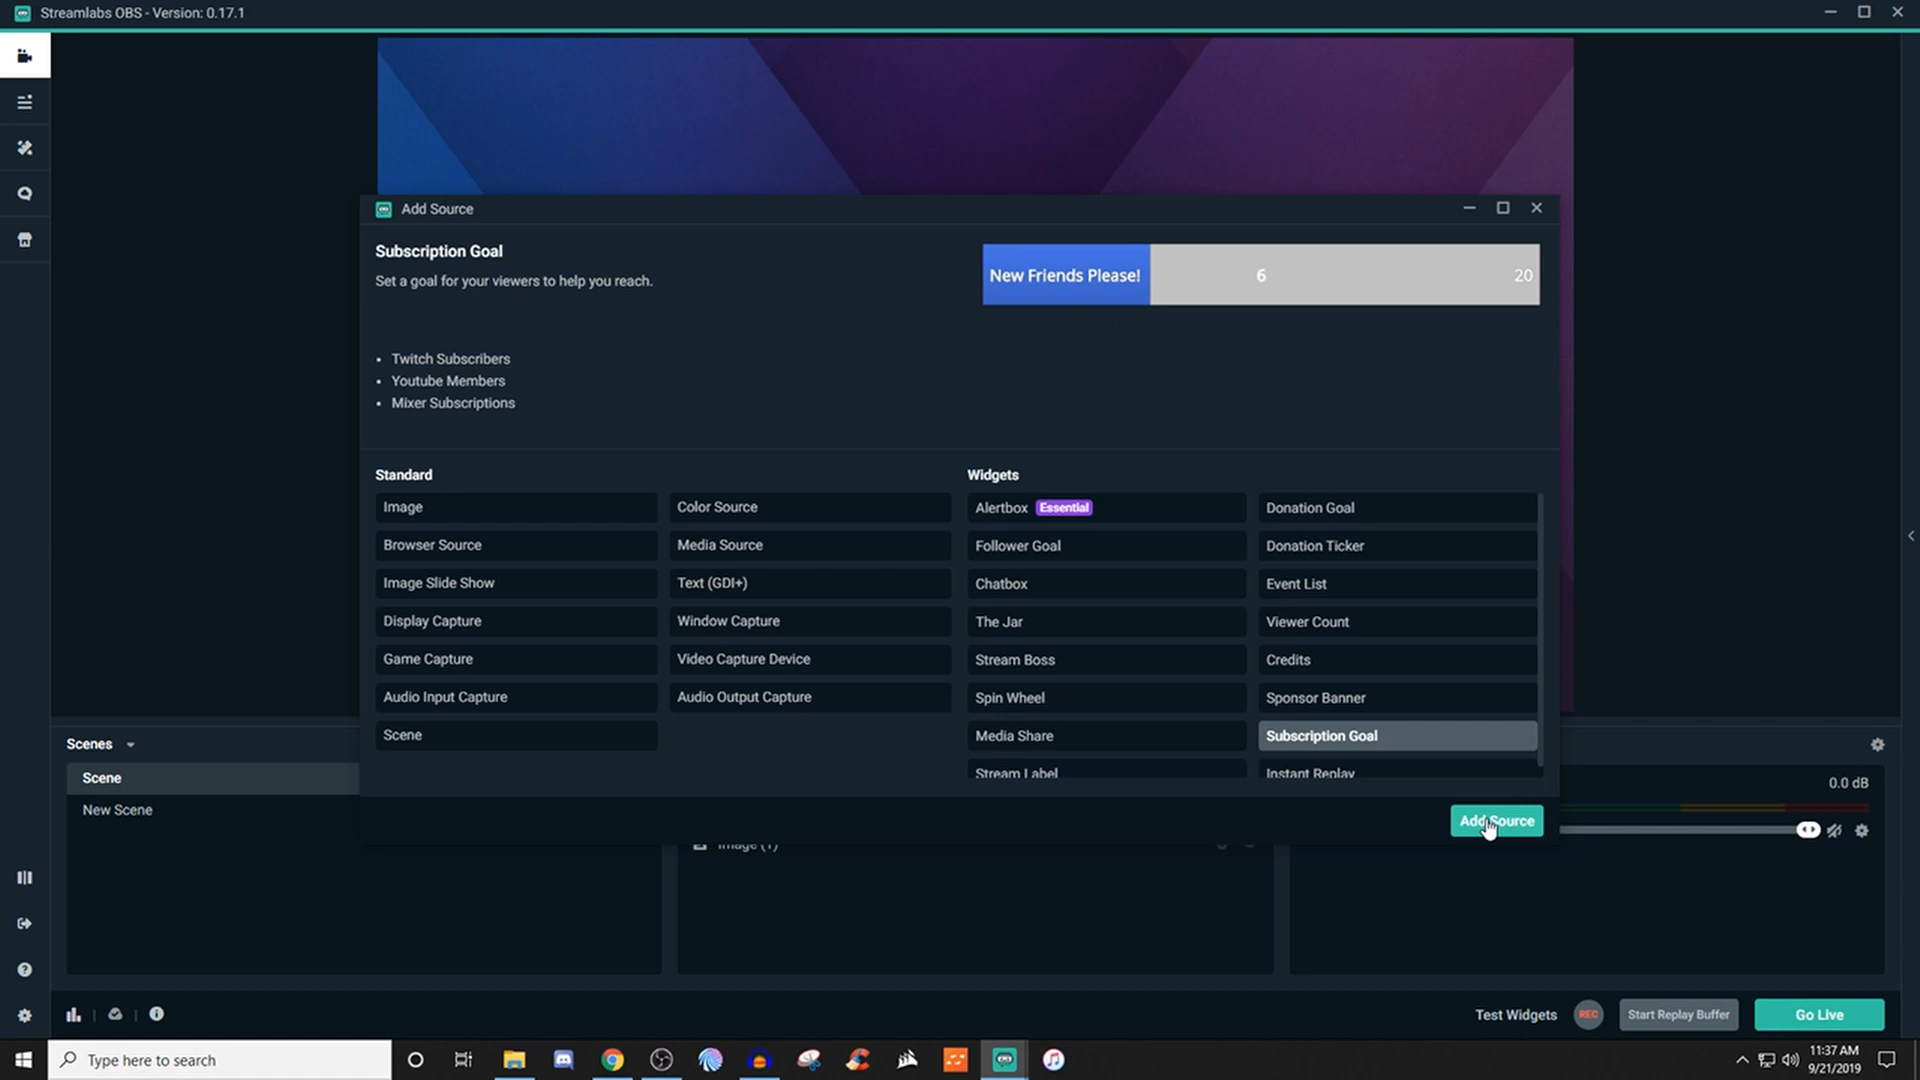 Streamlabs OBS - Version: 0.17.1
Add Source
Subscription Goal
Set a goal for your viewers to help you reach.
New Friends Please!
6
20
• Twitch Subscribers
• Youtube Members
• Mixer Subscriptions
Standard
Image
Color Source
Browser Source
Media Source
Image Slide Show
Text (GDI+)
Display Capture
Window Capture
Game Capture
Video Capture Device
Audio Input Capture
Audio Output Capture
Scene
Widgets
Alertbox Essential
Donation Goal
Follower Goal
Donation Ticker
Chatbox
Event List
The Jar
Viewer Count
Stream Boss
Credits
Spin Wheel
Sponsor Banner
Media Share
Subscription Goal
Stream Label
Instant Replay
Add Source
Scenes
Scene
New Scene
Image (1)
0.0 dB
Test Widgets
REC
Start Replay Buffer
Go Live
Type here to search
11:37 AM
9/21/2019